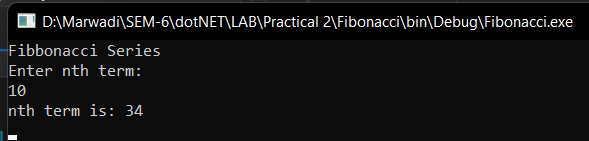 D:\Marwadi\SEM-6\dotNET\LAB\Practical 2\Fibonacci\bin\Debug\Fibonacci.exe
Fibbonacci Series
Enter nth term:
10
nth term is: 34